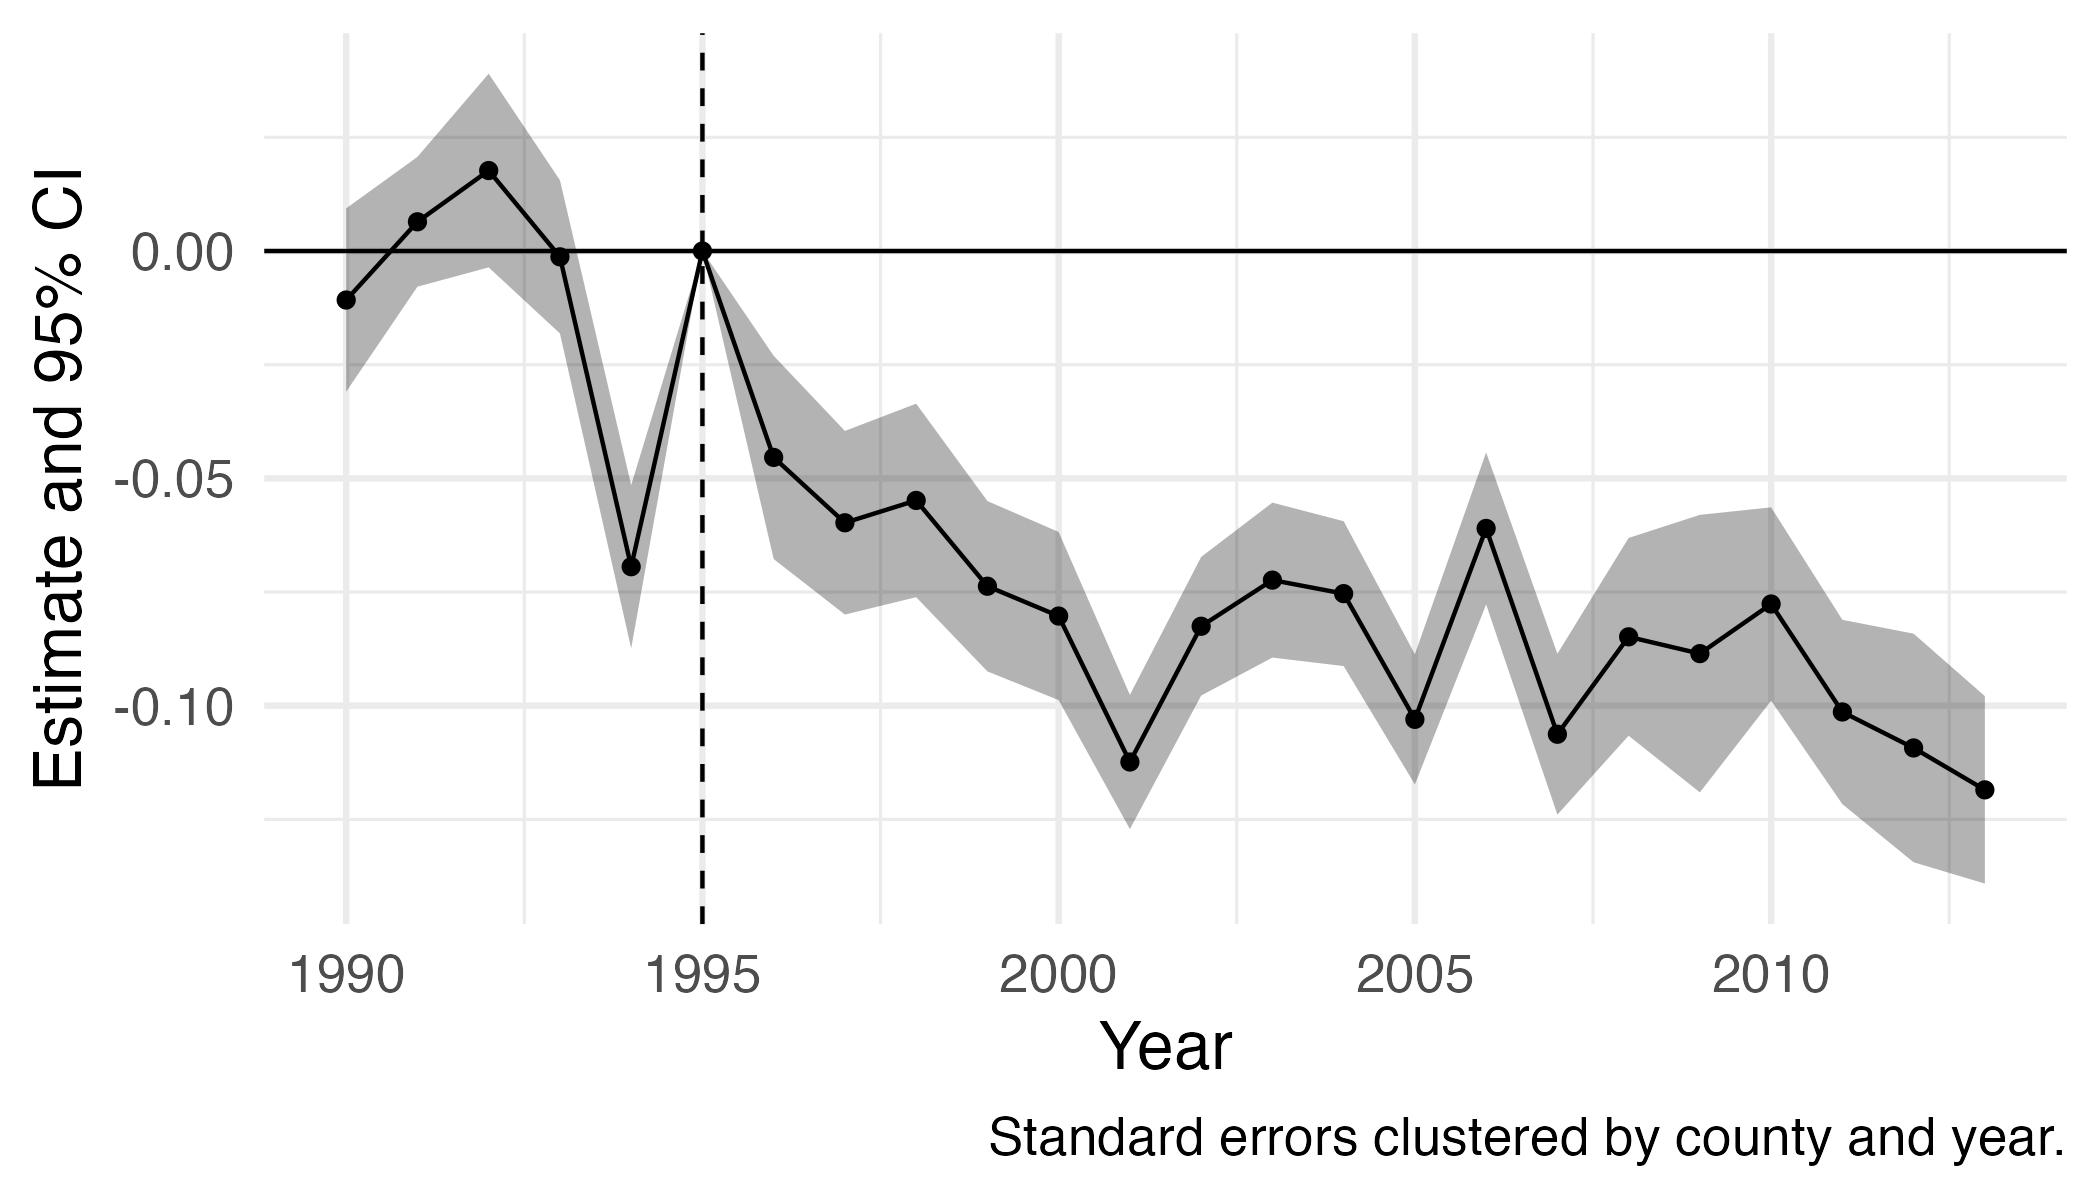 Estimate and 95% CI
0.00
-0.05
-0.10
1990 1995 2000 2005 2010
Year
Standard errors clustered by county and year.